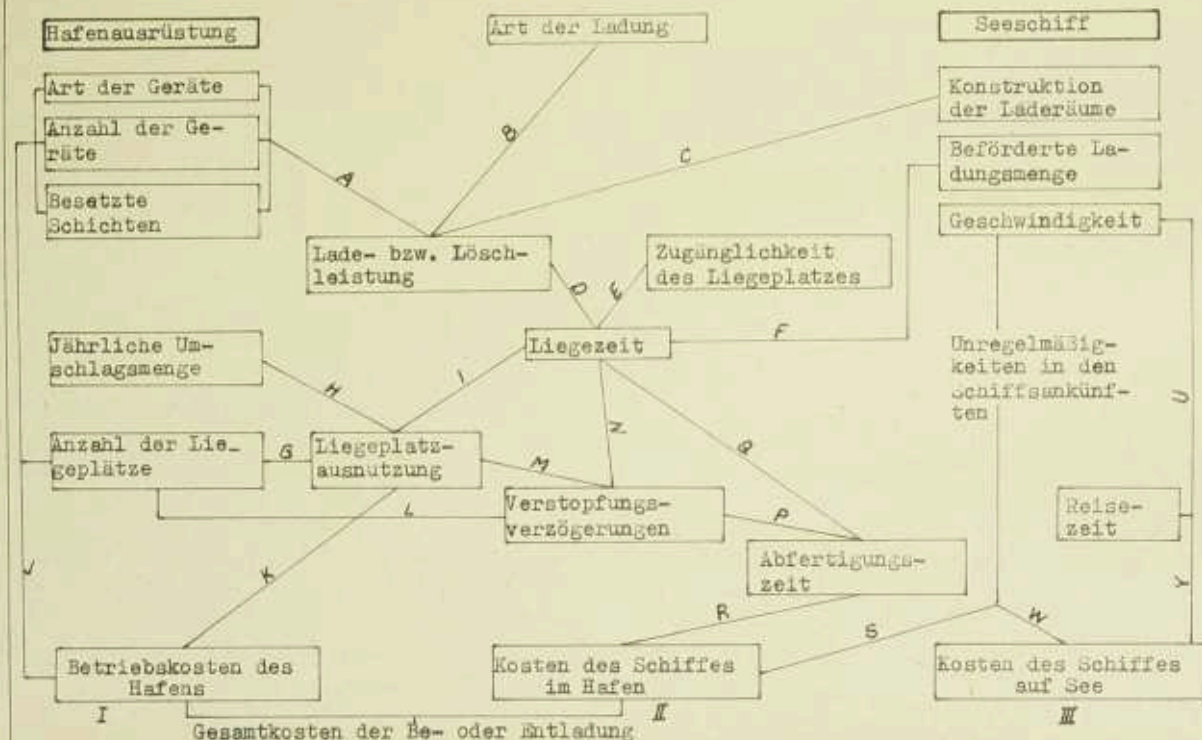 Hafenausrüstung
Art der Ladung
Seeschiff
Art der Geräte
Konstruktion
der Laderäume
Anzahl der Ge-
räte
B
C
Beförderte La-
dungsmenge
A
Besetzte
Schichten
Geschwindigkeit
Lade- bzw. Lösch-
leistung
Zugänglichkeit
des Liegeplatzes
D
E
Jährliche Um-
schlagsmenge
Liegezeit
F
Unregelmäßig-
keiten in den
Schiffsankünf-
ten
H
I
U
Anzahl der Lie-
geplätze
G
Liegeplatz-
ausnutzung
N
Q
M
L
Verstopfungs-
verzögerungen
P
Reise-
zeit
Abfertigungs-
zeit
J
K
Y
R
S
W
Betriebskosten des
Hafens
Kosten des Schiffes
im Hafen
Kosten des Schiffes
auf See
I
II
III
Gesamtkosten der Be- oder Entladung